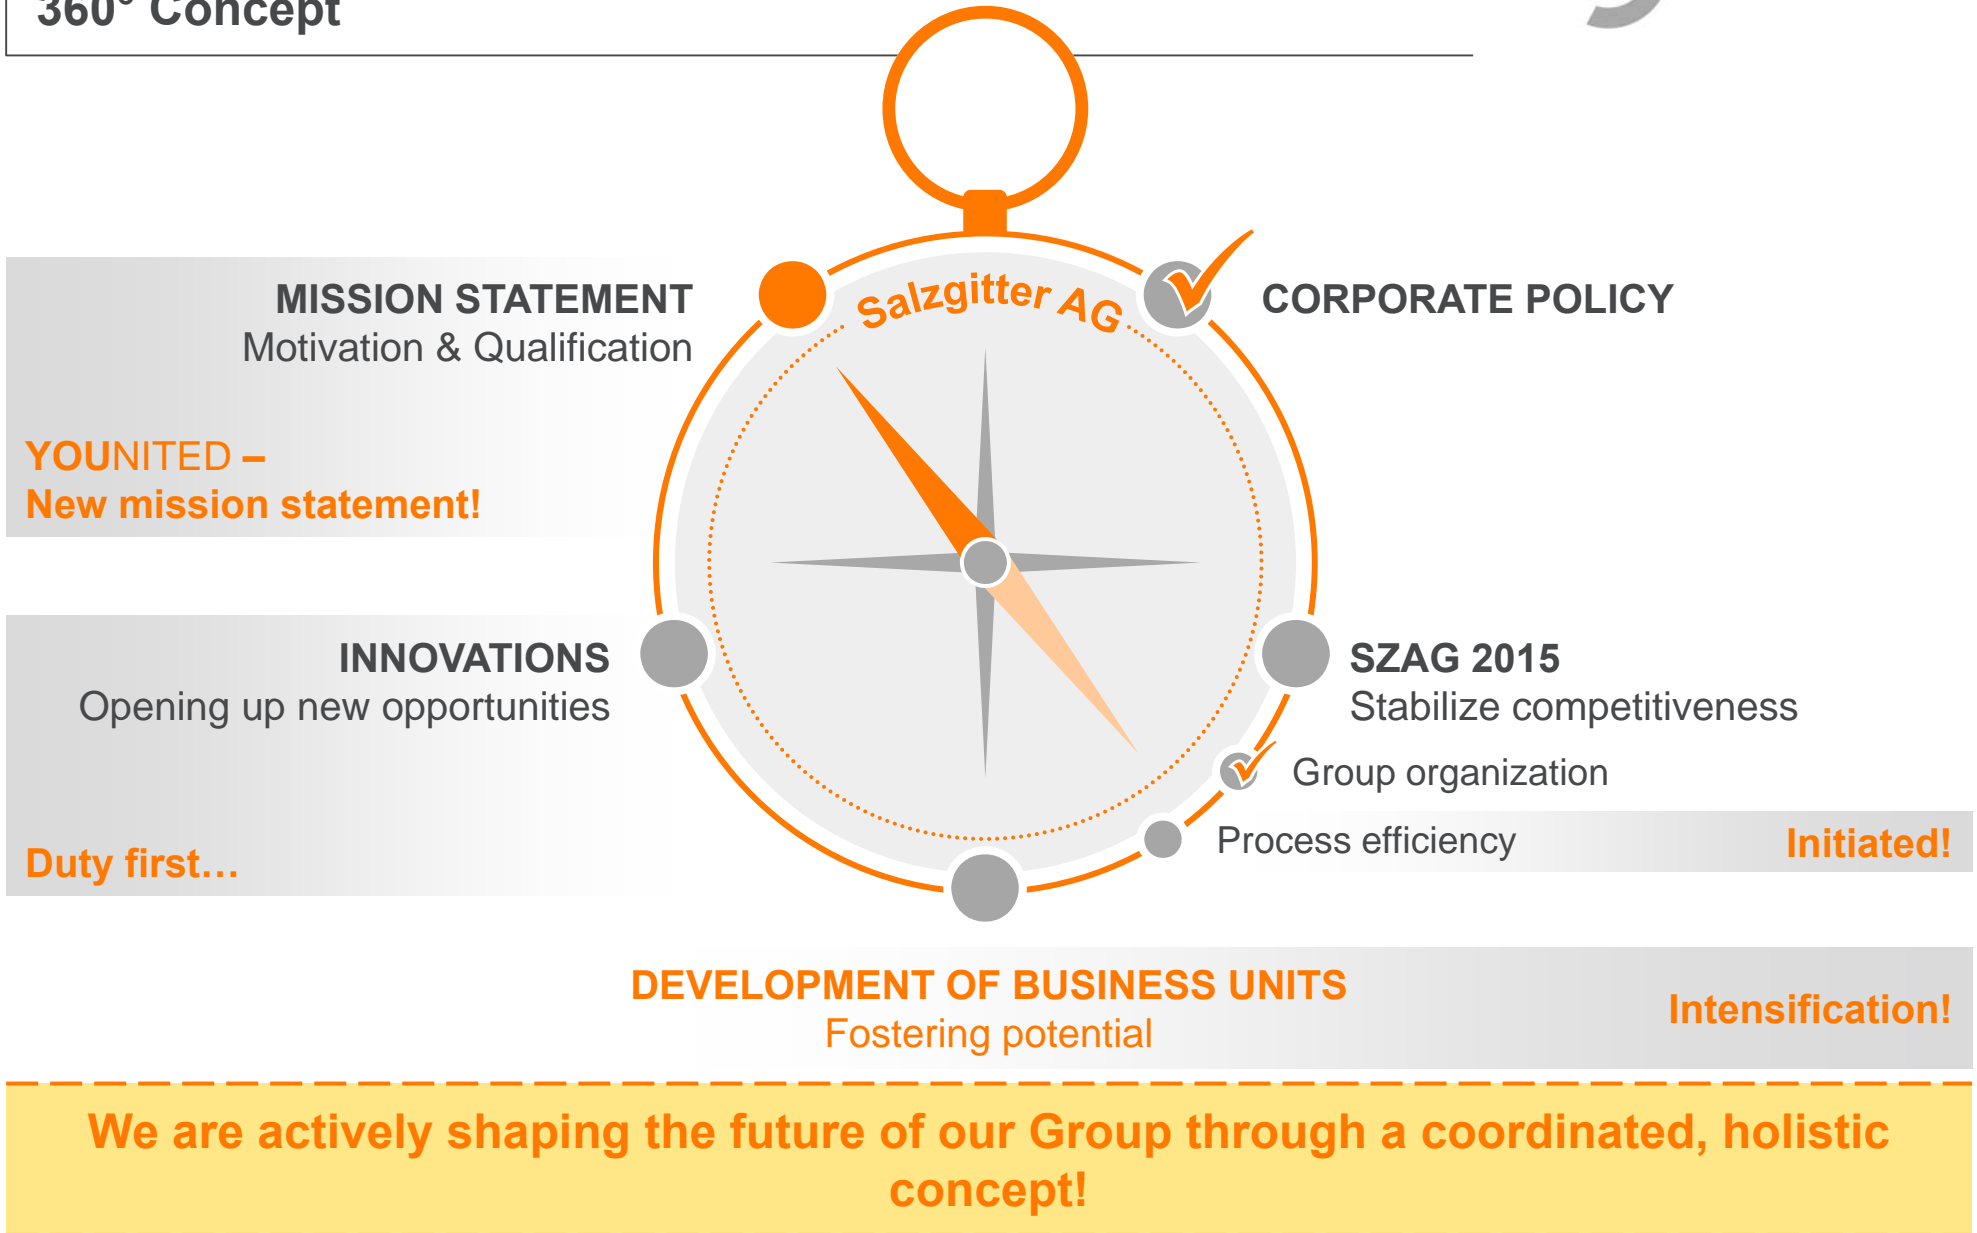 360° Concept
Salzgitter AG
MISSION STATEMENT
Motivation & Qualification
YOUNITED –
New mission statement!
CORPORATE POLICY
INNOVATIONS
Opening up new opportunities
Duty first…
SZAG 2015
Stabilize competitiveness
Group organization
Process efficiency
Initiated!
DEVELOPMENT OF BUSINESS UNITS
Fostering potential
Intensification!
We are actively shaping the future of our Group through a coordinated, holistic
concept!